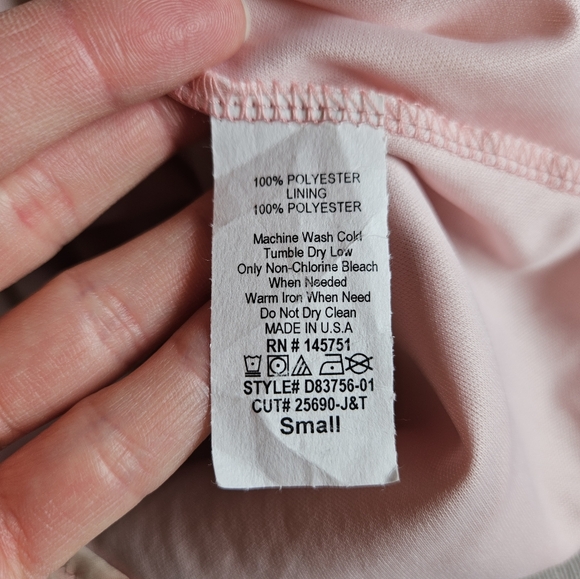 100% POLYESTER
LINING
100% POLYESTER
Machine Wash Cold
Tumble Dry Low
Only Non-Chlorine Bleach
When Needed
Warm Iron When Need
Do Not Dry Clean
MADE IN U.S.A
RN # 145751
STYLE# D83756-01
CUT# 25690-J&T
Small